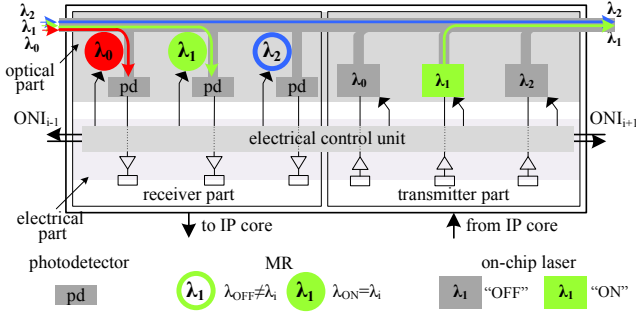 λ2
λ1
λ0
λ2
λ1
optical
part
λ0
λ1
λ2
pd
pd
pd
λ0
λ1
λ2
ONIi-1
ONIi+1
electrical control unit
receiver part
transmitter part
electrical
part
to IP core
from IP core
photodetector
MR
on-chip laser
pd
λ1
λOFF≠λi
λ1
λON=λi
λ1
“OFF”
λ1
“ON”